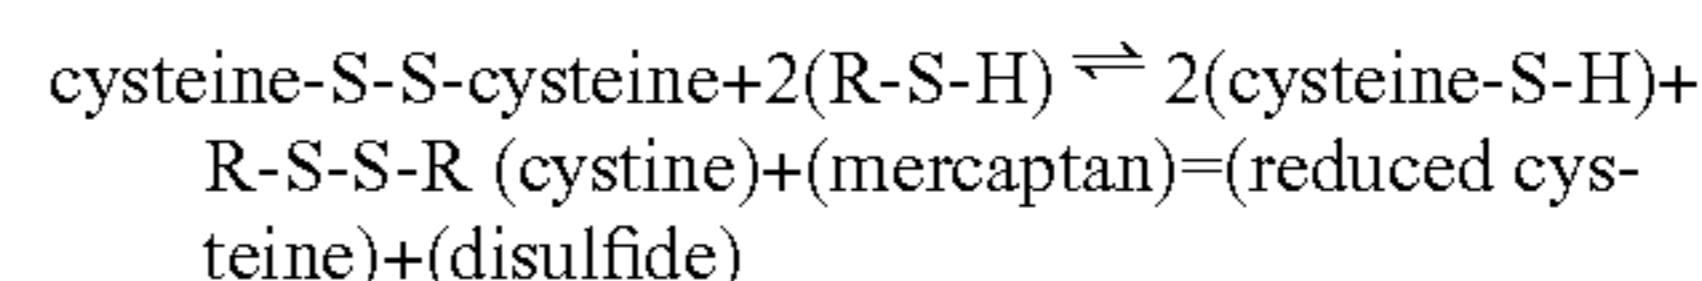 cysteine-S-S-cysteine+2(R-S-H) ⇌ 2(cysteine-S-H)+
R-S-S-R (cystine)+(mercaptan)=(reduced cys-
teine)+(disulfide)